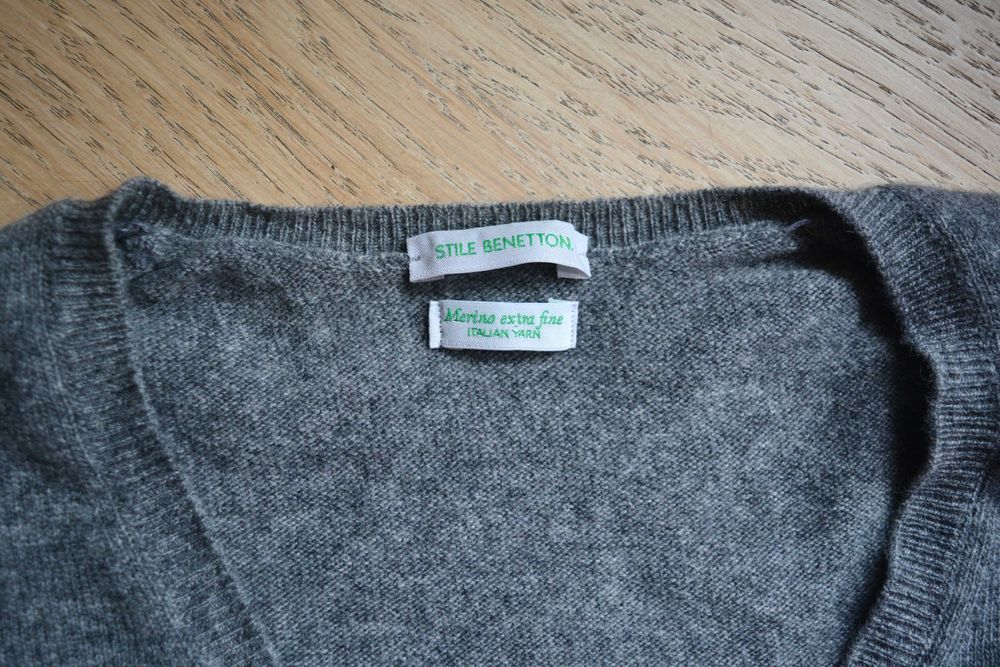 STILE BENETTON.
Merino extra fine
ITALIAN YARN